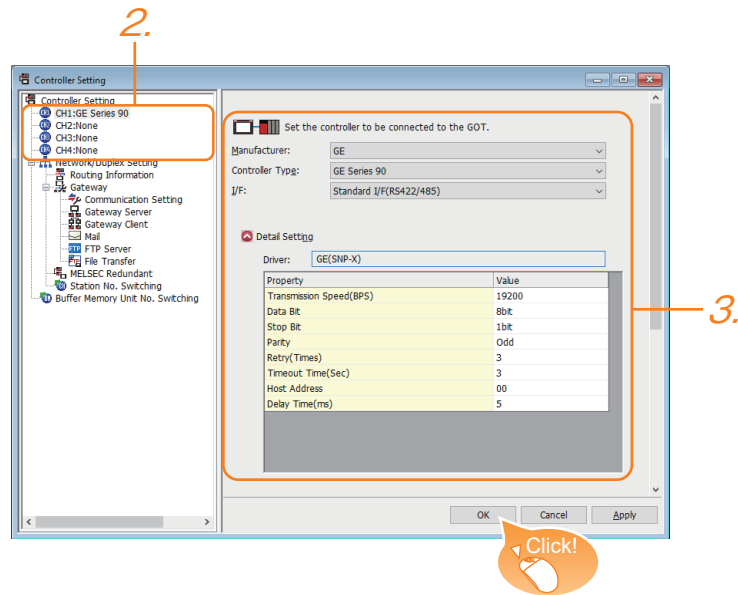 2.
Controller Setting
Controller Setting
CH1:GE Series 90
CH2:None
CH3:None
CH4:None
Network/Duplex Setting
Routing Information
Gateway
Communication Setting
Gateway Server
Gateway Client
Mail
FTP Server
File Transfer
MELSEC Redundant
Station No. Switching
Buffer Memory Unit No. Switching
Set the controller to be connected to the GOT.
Manufacturer: GE
Controller Type: GE Series 90
I/F: Standard I/F(RS422/485)
Detail Setting
Driver: GE(SNP-X)
Property Value
Transmission Speed(BPS) 19200
Data Bit 8bit
Stop Bit 1bit
Parity Odd
Retry(Times) 3
Timeout Time(Sec) 3
Host Address 00
Delay Time(ms) 5
3.
OK Cancel Apply
Click!